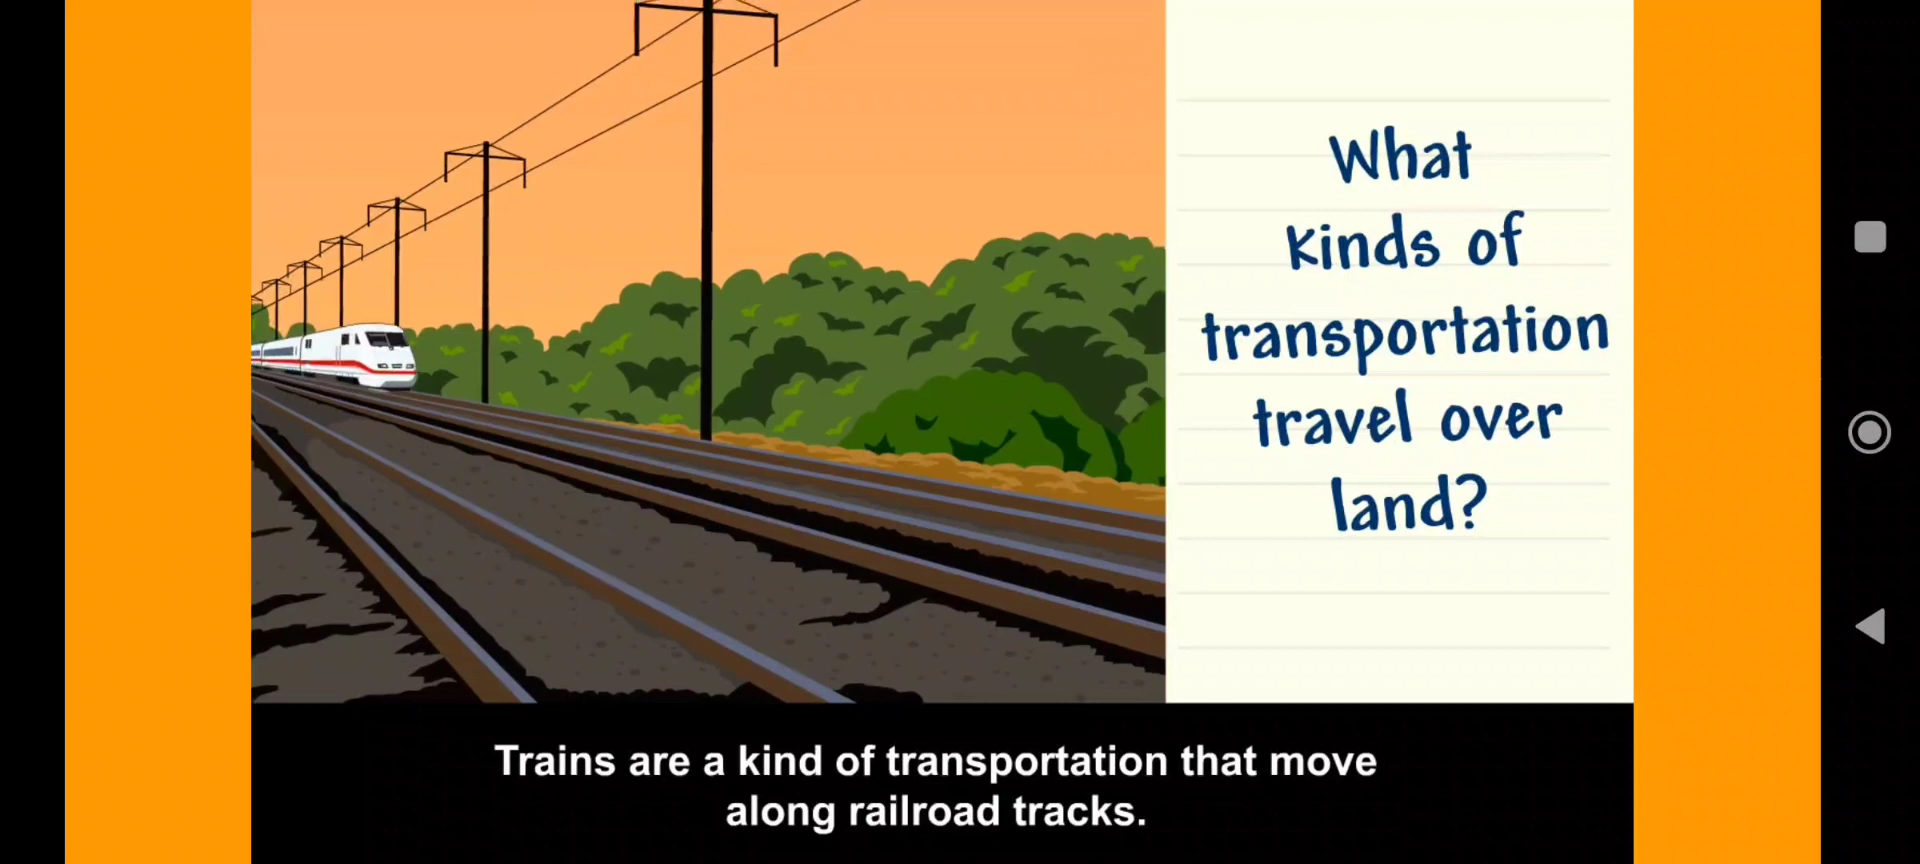 What
kinds of
transportation
travel over
land?
Trains are a kind of transportation that move
along railroad tracks.